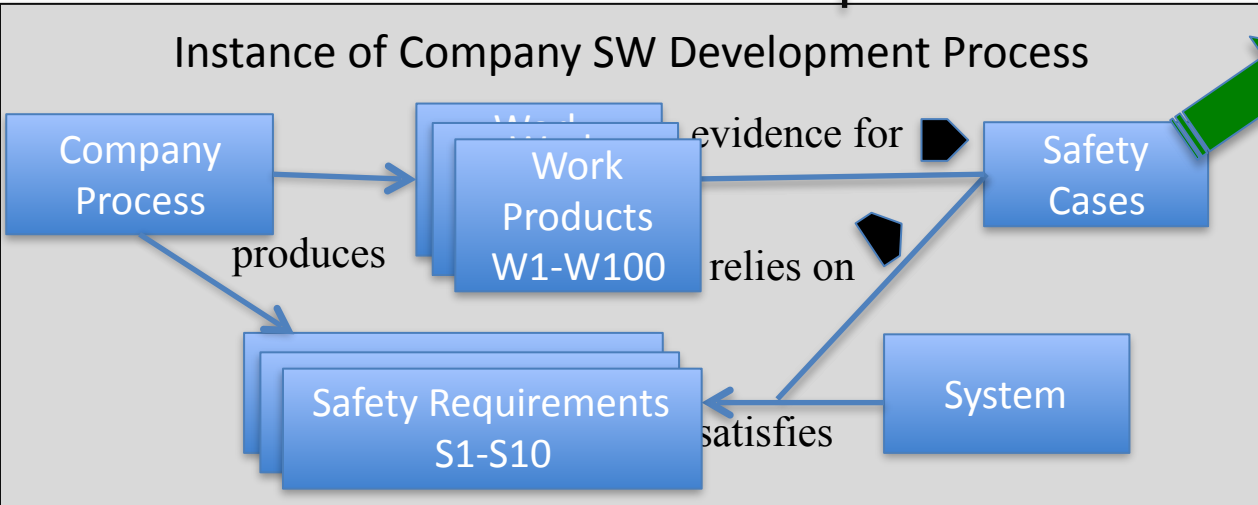 Instance of Company SW Development Process
Company
Process
Work
Products
W1-W100
evidence for
Safety
Cases
produces
relies on
Safety Requirements
S1-S10
System
satisfies